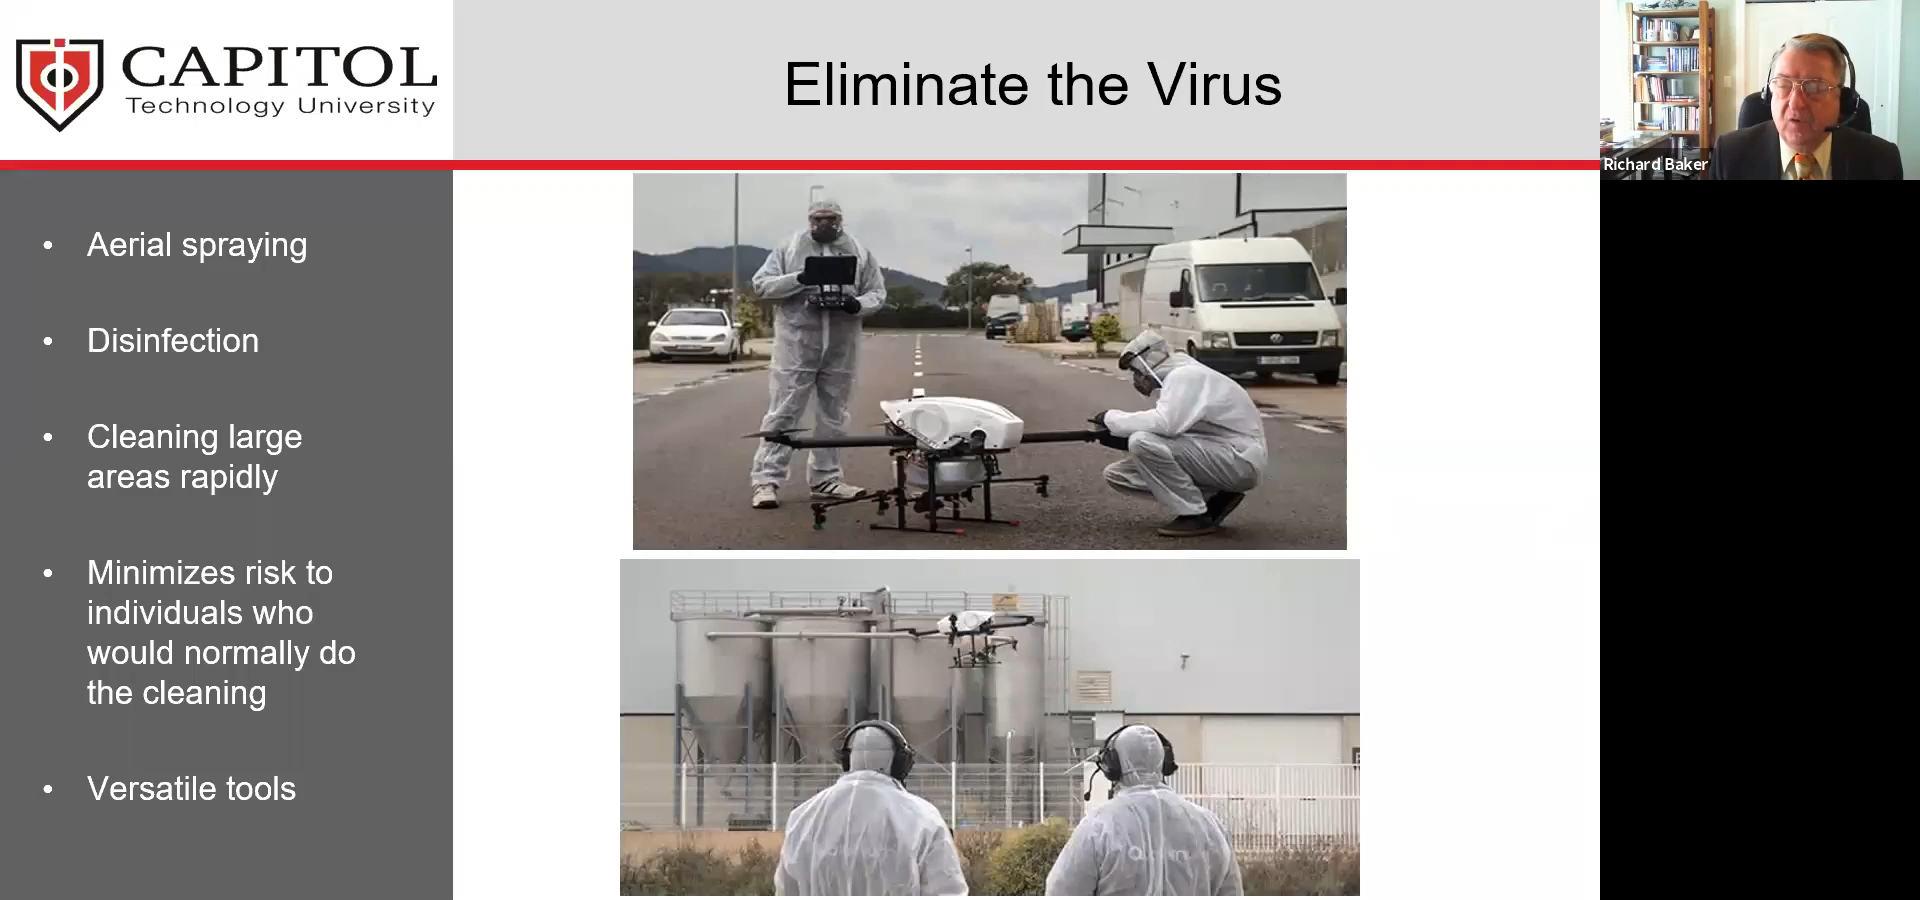 CAPITOL
Technology University
Eliminate the Virus
Richard Baker
• Aerial spraying
• Disinfection
• Cleaning large
areas rapidly
• Minimizes risk to
individuals who
would normally do
the cleaning
• Versatile tools